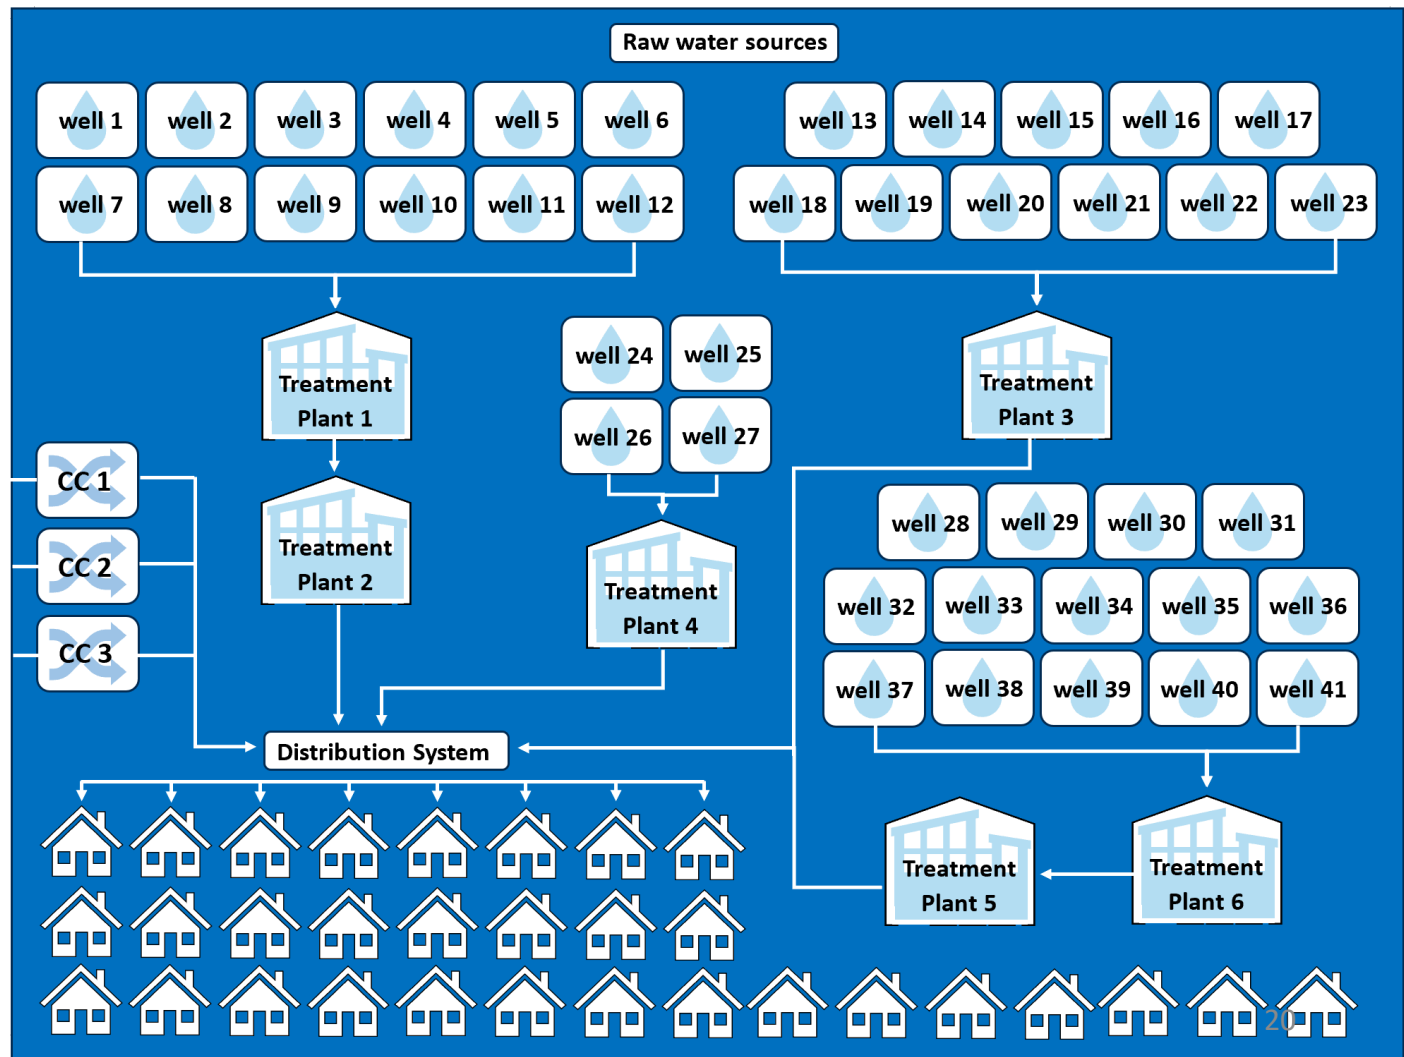 Raw water sources
well 1
well 2
well 3
well 4
well 5
well 6
well 7
well 8
well 9
well 10
well 11
well 12
well 13
well 14
well 15
well 16
well 17
well 18
well 19
well 20
well 21
well 22
well 23
Treatment
Plant 1
well 24
well 25
well 26
well 27
Treatment
Plant 3
CC 1
CC 2
CC 3
Treatment
Plant 2
Treatment
Plant 4
well 28
well 29
well 30
well 31
well 32
well 33
well 34
well 35
well 36
well 37
well 38
well 39
well 40
well 41
Distribution System
Treatment
Plant 5
Treatment
Plant 6
20